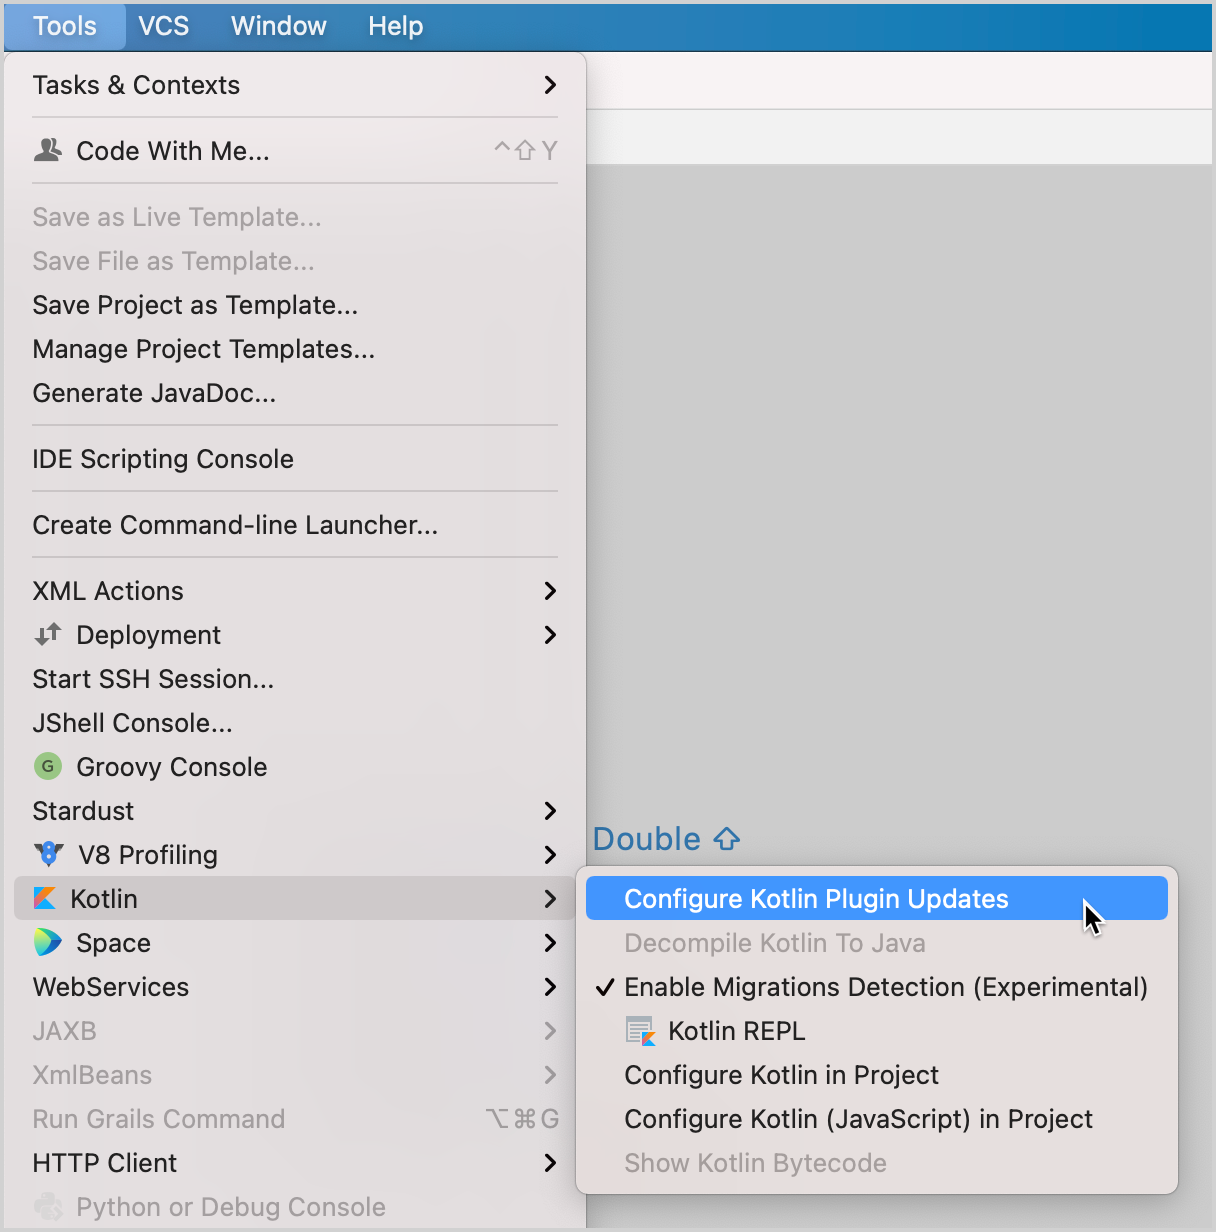 Tools VCS Window Help
Tasks & Contexts
Code With Me... ^⇧Y
Save as Live Template...
Save File as Template...
Save Project as Template...
Manage Project Templates...
Generate JavaDoc...
IDE Scripting Console
Create Command-line Launcher...
XML Actions
Deployment
Start SSH Session...
JShell Console...
G Groovy Console
Stardust
V8 Profiling
Kotlin
Space
WebServices
JAXB
XmlBeans
Run Grails Command ⌥⌘G
HTTP Client
Python or Debug Console
Double ⇧
Configure Kotlin Plugin Updates
Decompile Kotlin To Java
✓ Enable Migrations Detection (Experimental)
Kotlin REPL
Configure Kotlin in Project
Configure Kotlin (JavaScript) in Project
Show Kotlin Bytecode